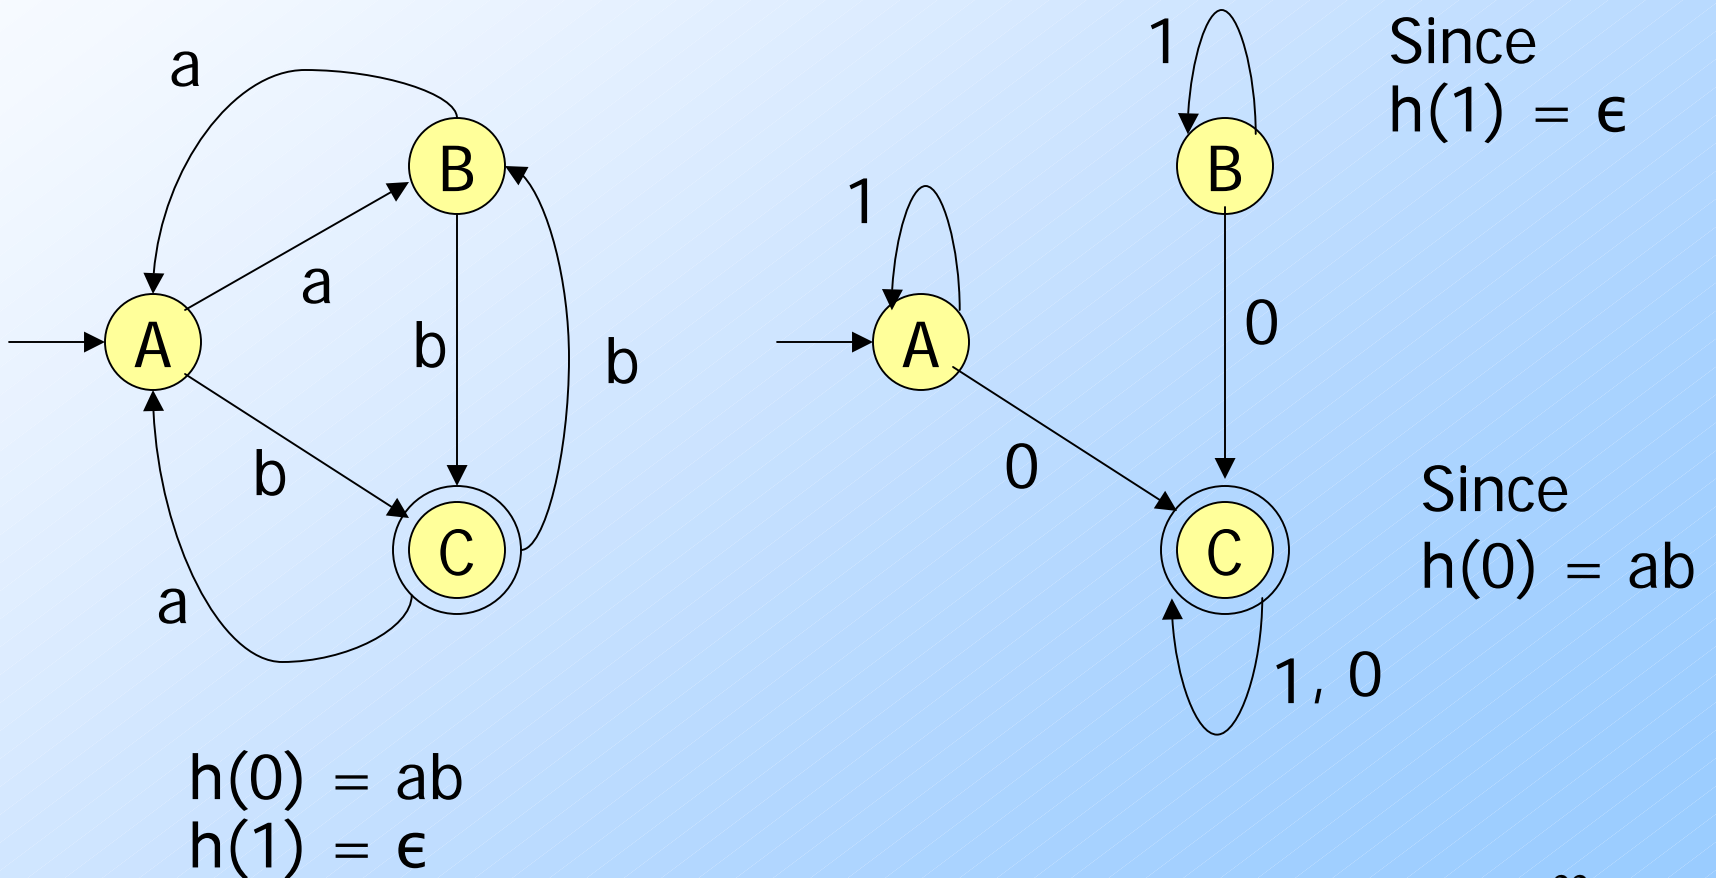 a
B
a
A
b
b
b
C
a
h(0) = ab
h(1) = ϵ
1
B
1
A
0
0
C
1, 0
Since
h(1) = ϵ
Since
h(0) = ab